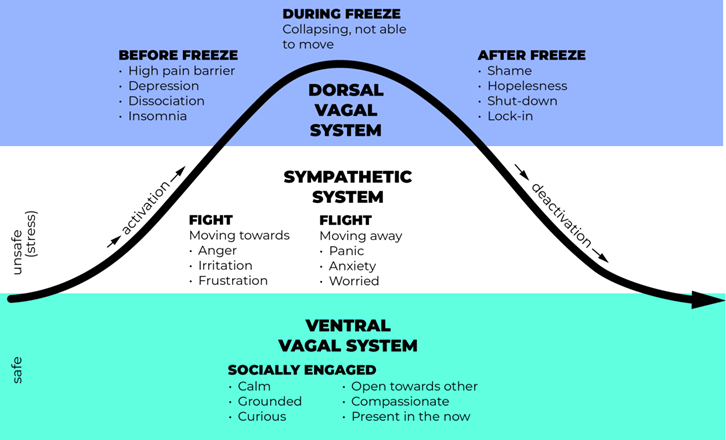 DURING FREEZE
Collapsing, not able
to move
BEFORE FREEZE
• High pain barrier
• Depression
• Dissociation
• Insomnia
AFTER FREEZE
• Shame
• Hopelesness
• Shut-down
• Lock-in
DORSAL
VAGAL
SYSTEM
SYMPATHETIC
SYSTEM
activation
deactivation
FIGHT
Moving towards
• Anger
• Irritation
• Frustration
FLIGHT
Moving away
• Panic
• Anxiety
• Worried
unsafe
(stress)
VENTRAL
VAGAL SYSTEM
safe
SOCIALLY ENGAGED
• Calm
• Grounded
• Curious
• Open towards other
• Compassionate
• Present in the now